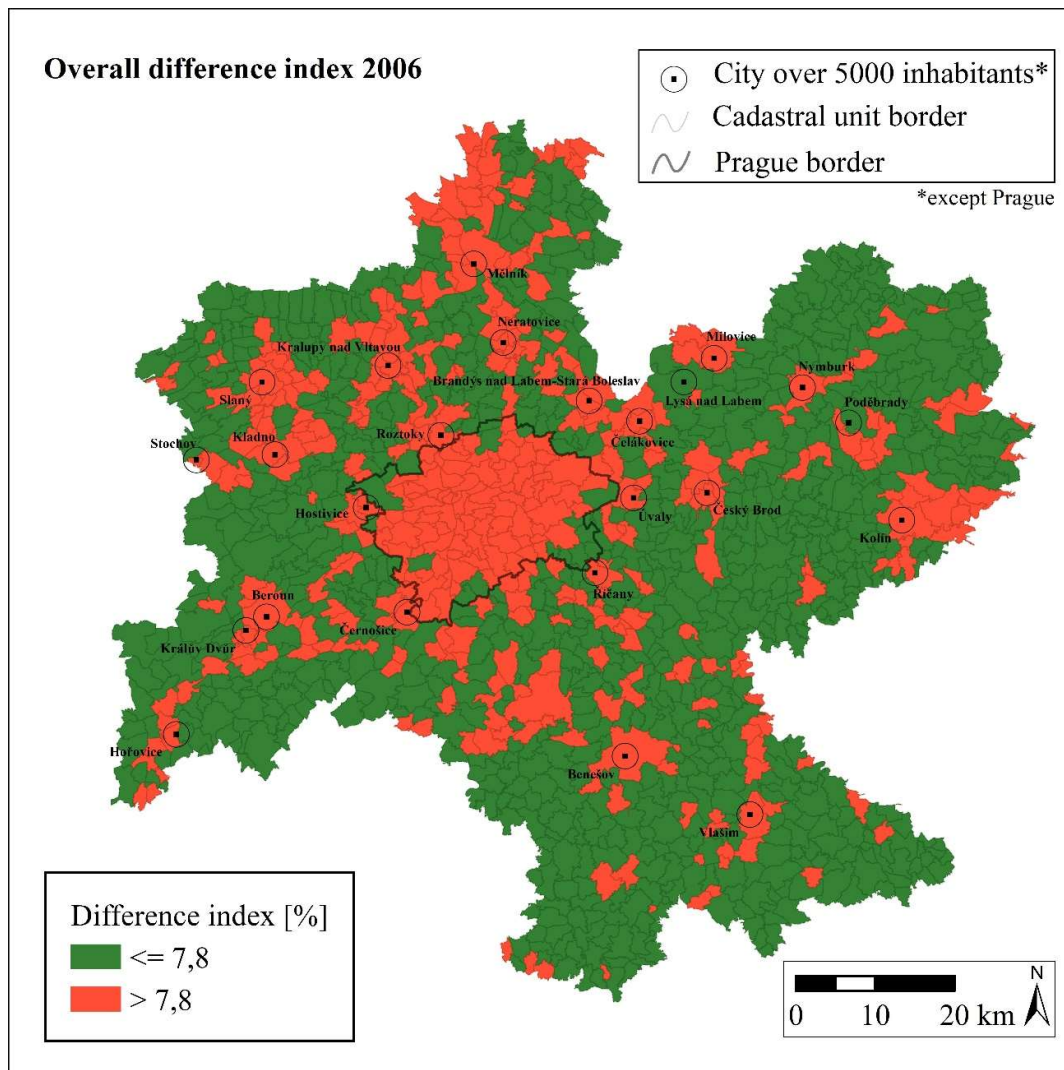 Overall difference index 2006
City over 5000 inhabitants*
Cadastral unit border
Prague border
*except Prague
Mělník
Neratovice
Kralupy nad Vltavou
Milovice
Nymburk
Brandýs nad Labem-Stará Boleslav
Lysá nad Labem
Poděbrady
Slaný
Roztoky
Čelákovice
Stochov
Kladno
Hostivice
Úvaly
Český Brod
Kolín
Říčany
Beroun
Černošice
Králův Dvůr
Hořovice
Benešov
Vlašim
Difference index [%]
<= 7,8
> 7,8
N
0 10 20 km